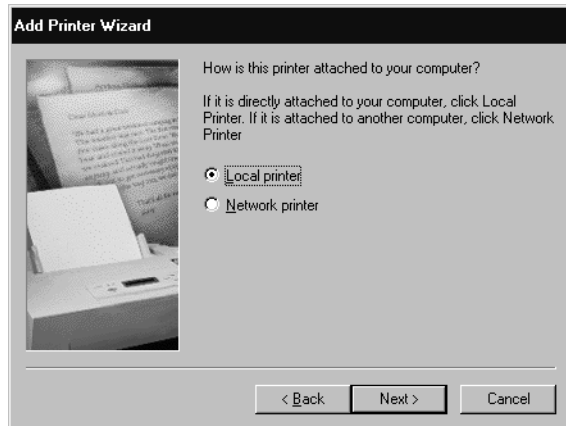 Add Printer Wizard
How is this printer attached to your computer?
If it is directly attached to your computer, click Local
Printer. If it is attached to another computer, click Network
Printer
Local printer
Network printer
< Back
Next >
Cancel